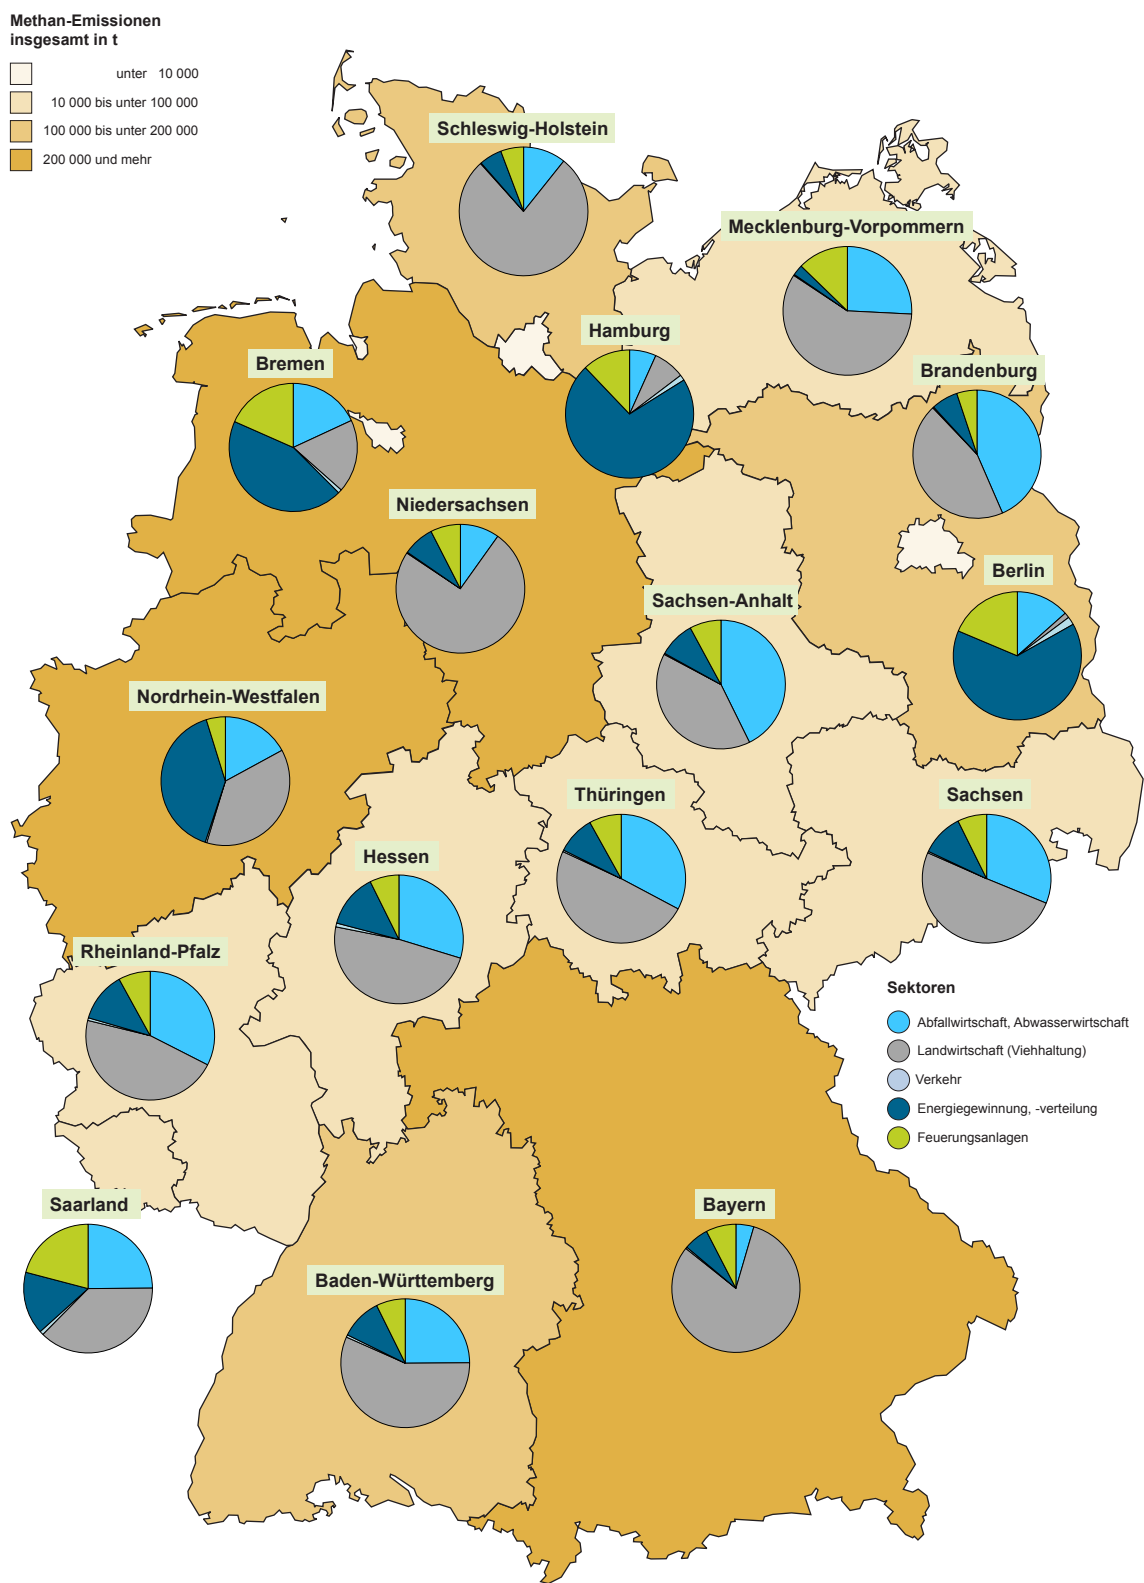 Methan-Emissionen
insgesamt in t
unter 10 000
10 000 bis unter 100 000
100 000 bis unter 200 000
200 000 und mehr
Schleswig-Holstein
Mecklenburg-Vorpommern
Hamburg
Bremen
Brandenburg
Niedersachsen
Berlin
Sachsen-Anhalt
Nordrhein-Westfalen
Thüringen
Sachsen
Hessen
Rheinland-Pfalz
Sektoren
Abfallwirtschaft, Abwasserwirtschaft
Landwirtschaft (Viehhaltung)
Verkehr
Energiegewinnung, -verteilung
Feuerungsanlagen
Saarland
Bayern
Baden-Württemberg